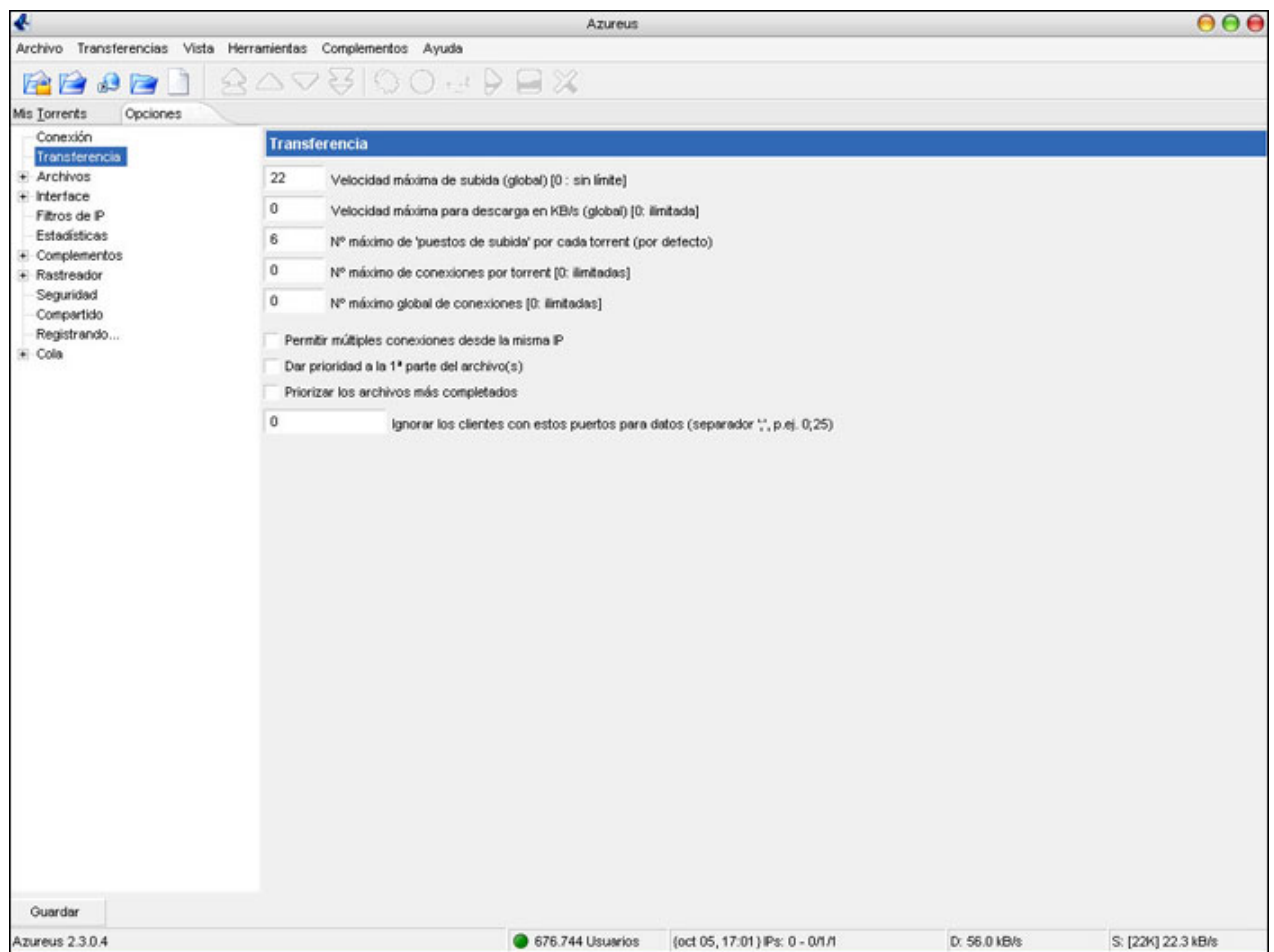 Azureus
Archivo Transferencias Vista Herramientas Complementos Ayuda
Mis Torrents Opciones
Conexión
Transferencia
Archivos
Interface
Filtros de IP
Estadísticas
Complementos
Rastreador
Seguridad
Compartido
Registrando...
Cola
Transferencia
22 Velocidad máxima de subida (global) [0 : sin límite]
0 Velocidad máxima para descarga en KB/s (global) [0: ilimitada]
6 Nº máximo de 'puestos de subida' por cada torrent (por defecto)
0 Nº máximo de conexiones por torrent [0: ilimitadas]
0 Nº máximo global de conexiones [0: ilimitadas]
Permitir múltiples conexiones desde la misma IP
Dar prioridad a la 1ª parte del archivo(s)
Priorizar los archivos más completados
0 Ignorar los clientes con estos puertos para datos (separador ';', p.ej. 0;25)
Guardar
Azureus 2.3.0.4 676.744 Usuarios {oct 05, 17:01} IPs: 0 - 0/1/1 D: 56.0 kB/s S: [22K] 22.3 kB/s